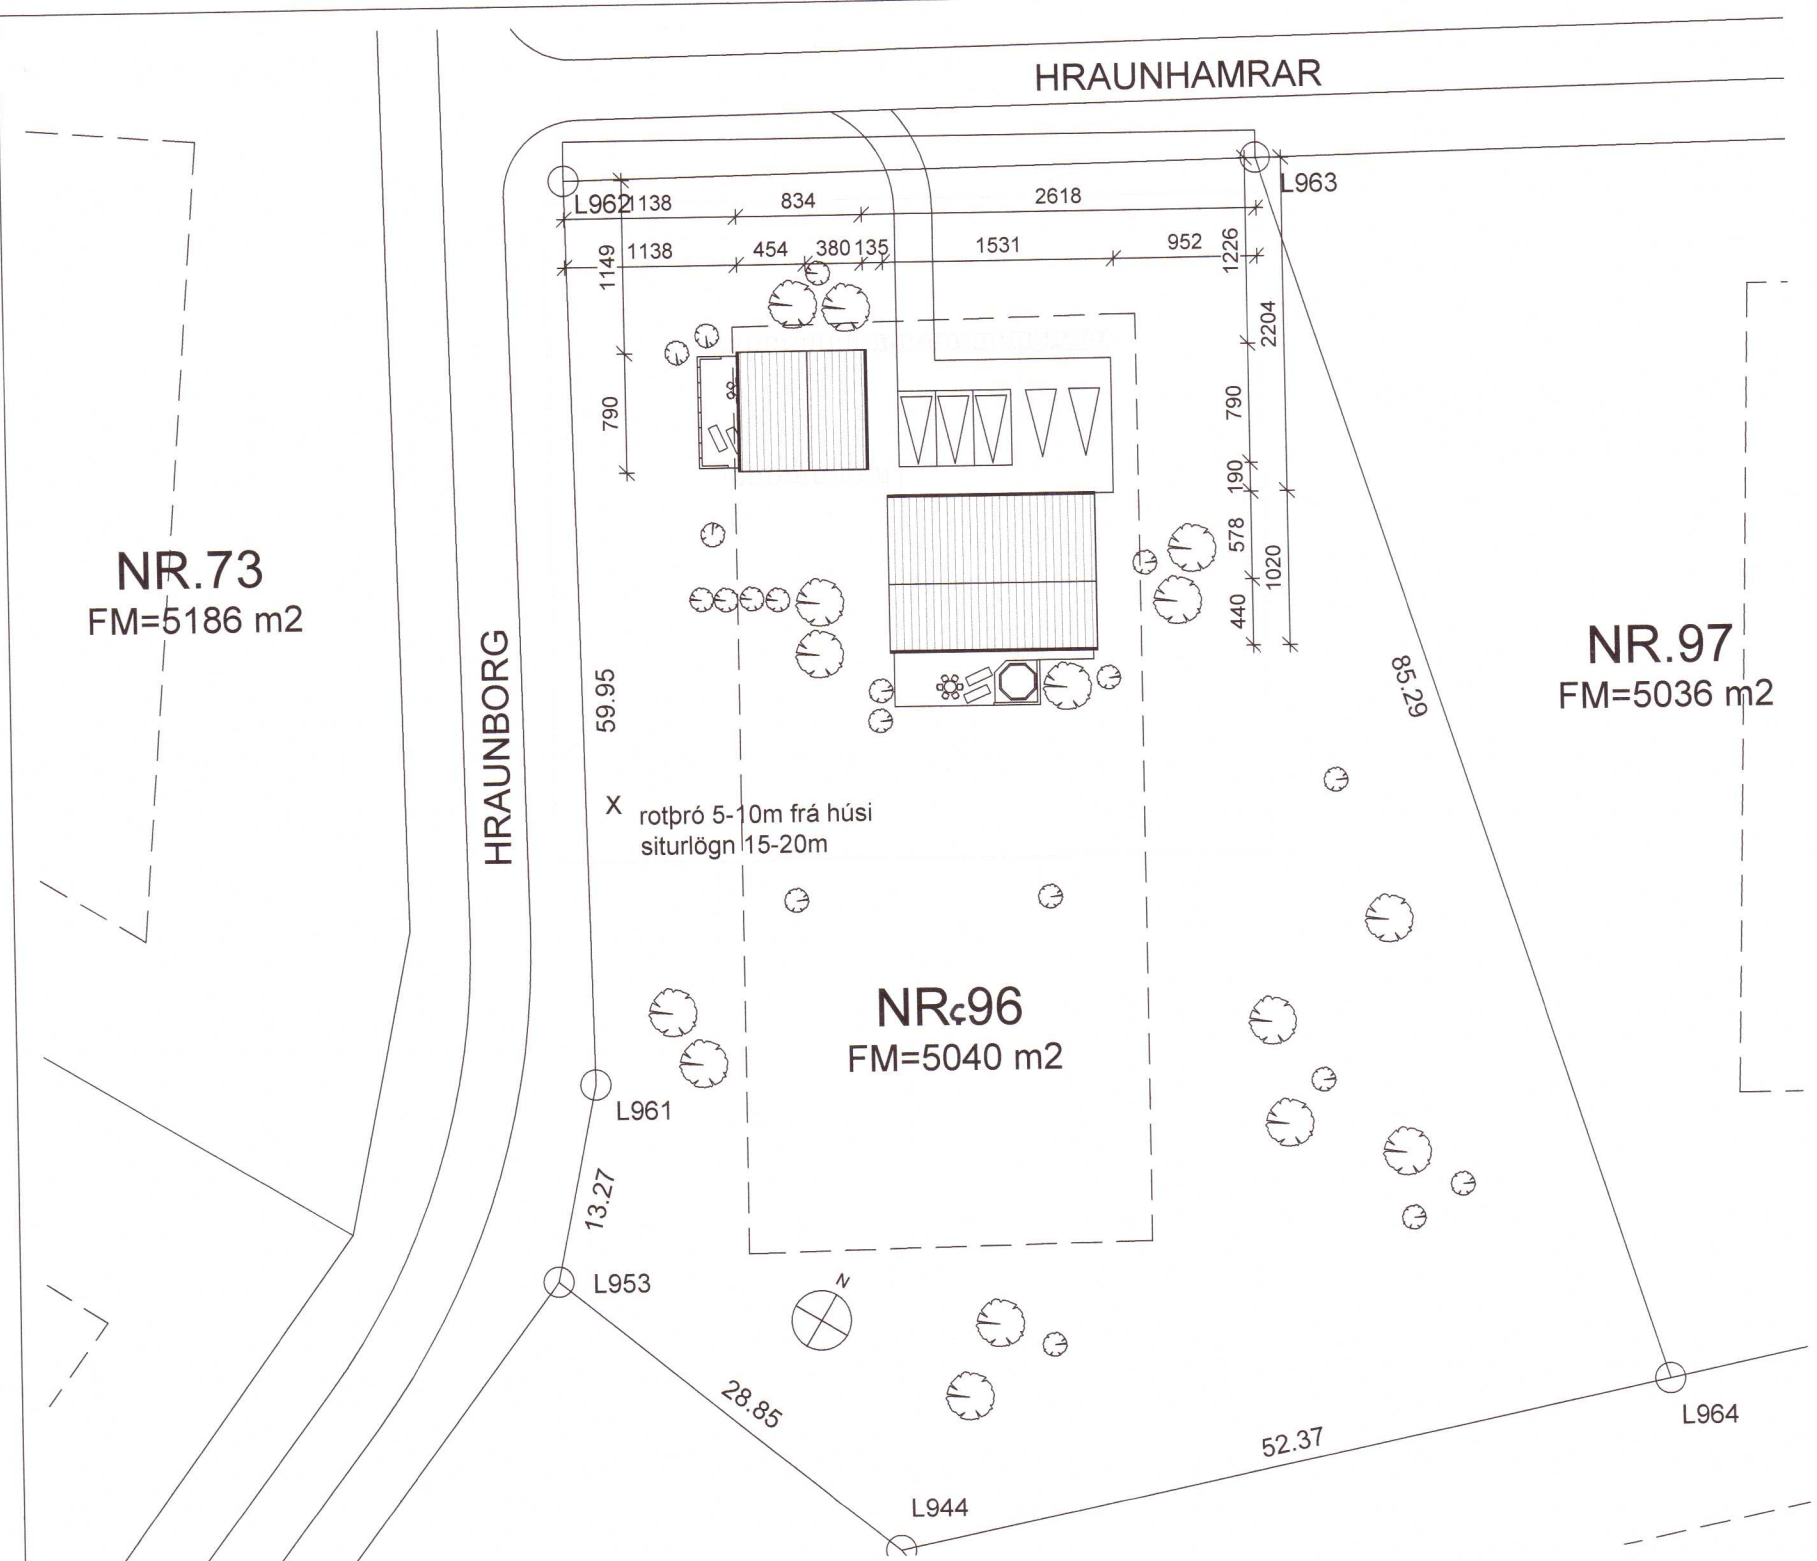 HRAUNHAMRAR
L963
L962
1138
834
2618
1138
454
380
135
1531
952
1149
790
1226
2204
790
190
578
1020
440
NR.73
FM=5186 m2
HRAUNBORG
59.95
85.29
NR.97
FM=5036 m2
X
rotþró 5-10m frá húsi
siturlögn 15-20m
NR.96
FM=5040 m2
L961
13.27
L953
N
28.85
52.37
L964
L944